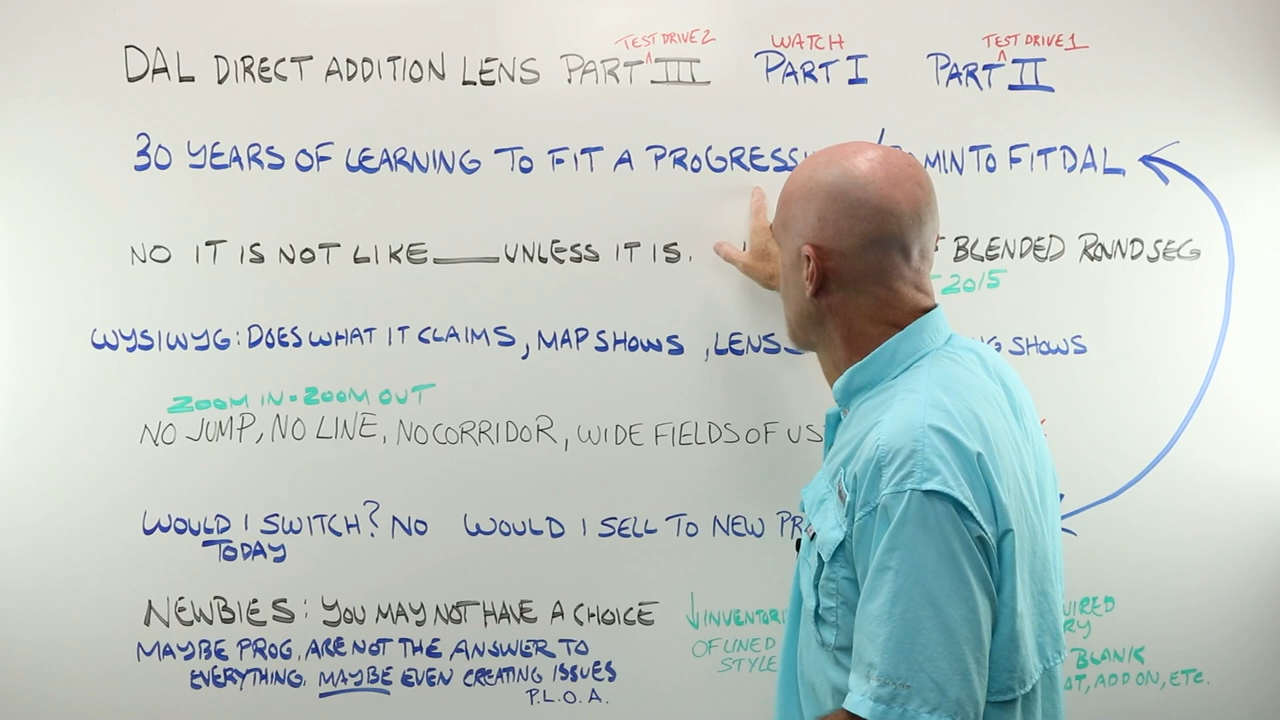 TEST DRIVE 2 WATCH TEST DRIVE 1
DAL DIRECT ADDITION LENS PART ^ III PART I PART ^ II
30 YEARS OF LEARNING TO FIT A PROGRESS MIN TO FIT DAL
NO IT IS NOT LIKE ____ UNLESS IT IS. BLENDED ROUND SEG
2015
WYSIWYG: DOES WHAT IT CLAIMS, MAP SHOWS, LENS SHOWS
ZOOM IN - ZOOM OUT
NO JUMP, NO LINE, NO CORRIDOR, WIDE FIELDS OF US
WOULD I SWITCH? NO WOULD I SELL TO NEW PR
TODAY
NEWBIES: YOU MAY NOT HAVE A CHOICE
MAYBE PROG. ARE NOT THE ANSWER TO
EVERYTHING. MAYBE EVEN CREATING ISSUES
P.L.O.A.
↓ INVENTORI
OF LINED
STYLE
UIRED
RY
BLANK
AT, ADD ON, ETC.